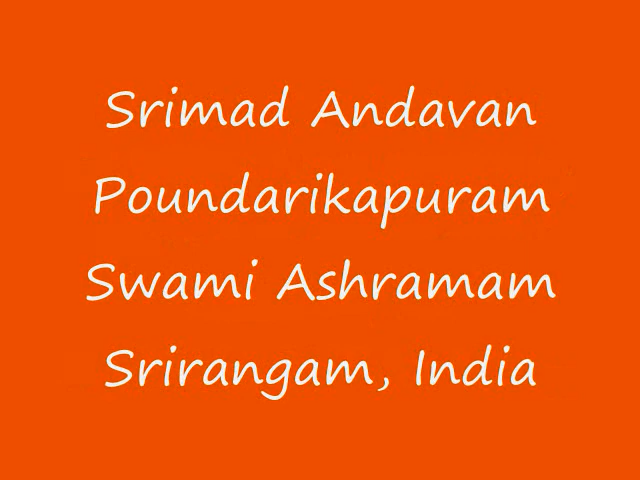 Srimad Andavan
Poundarikapuram
Swami Ashramam
Srirangam, India